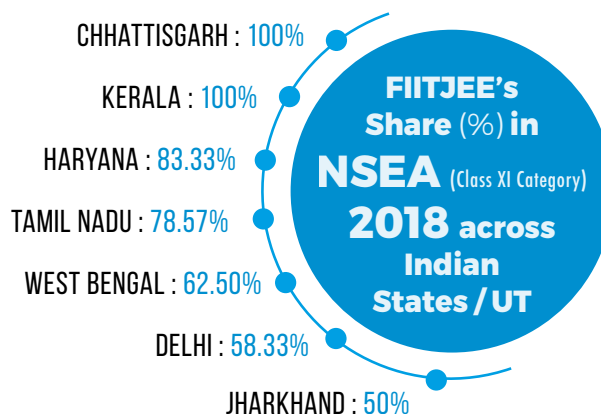 CHHATTISGARH : 100%
KERALA : 100%
HARYANA : 83.33%
TAMIL NADU : 78.57%
WEST BENGAL : 62.50%
DELHI : 58.33%
JHARKHAND : 50%
FIITJEE's
Share (%) in
NSEA (Class XI Category)
2018 across
Indian
States / UT